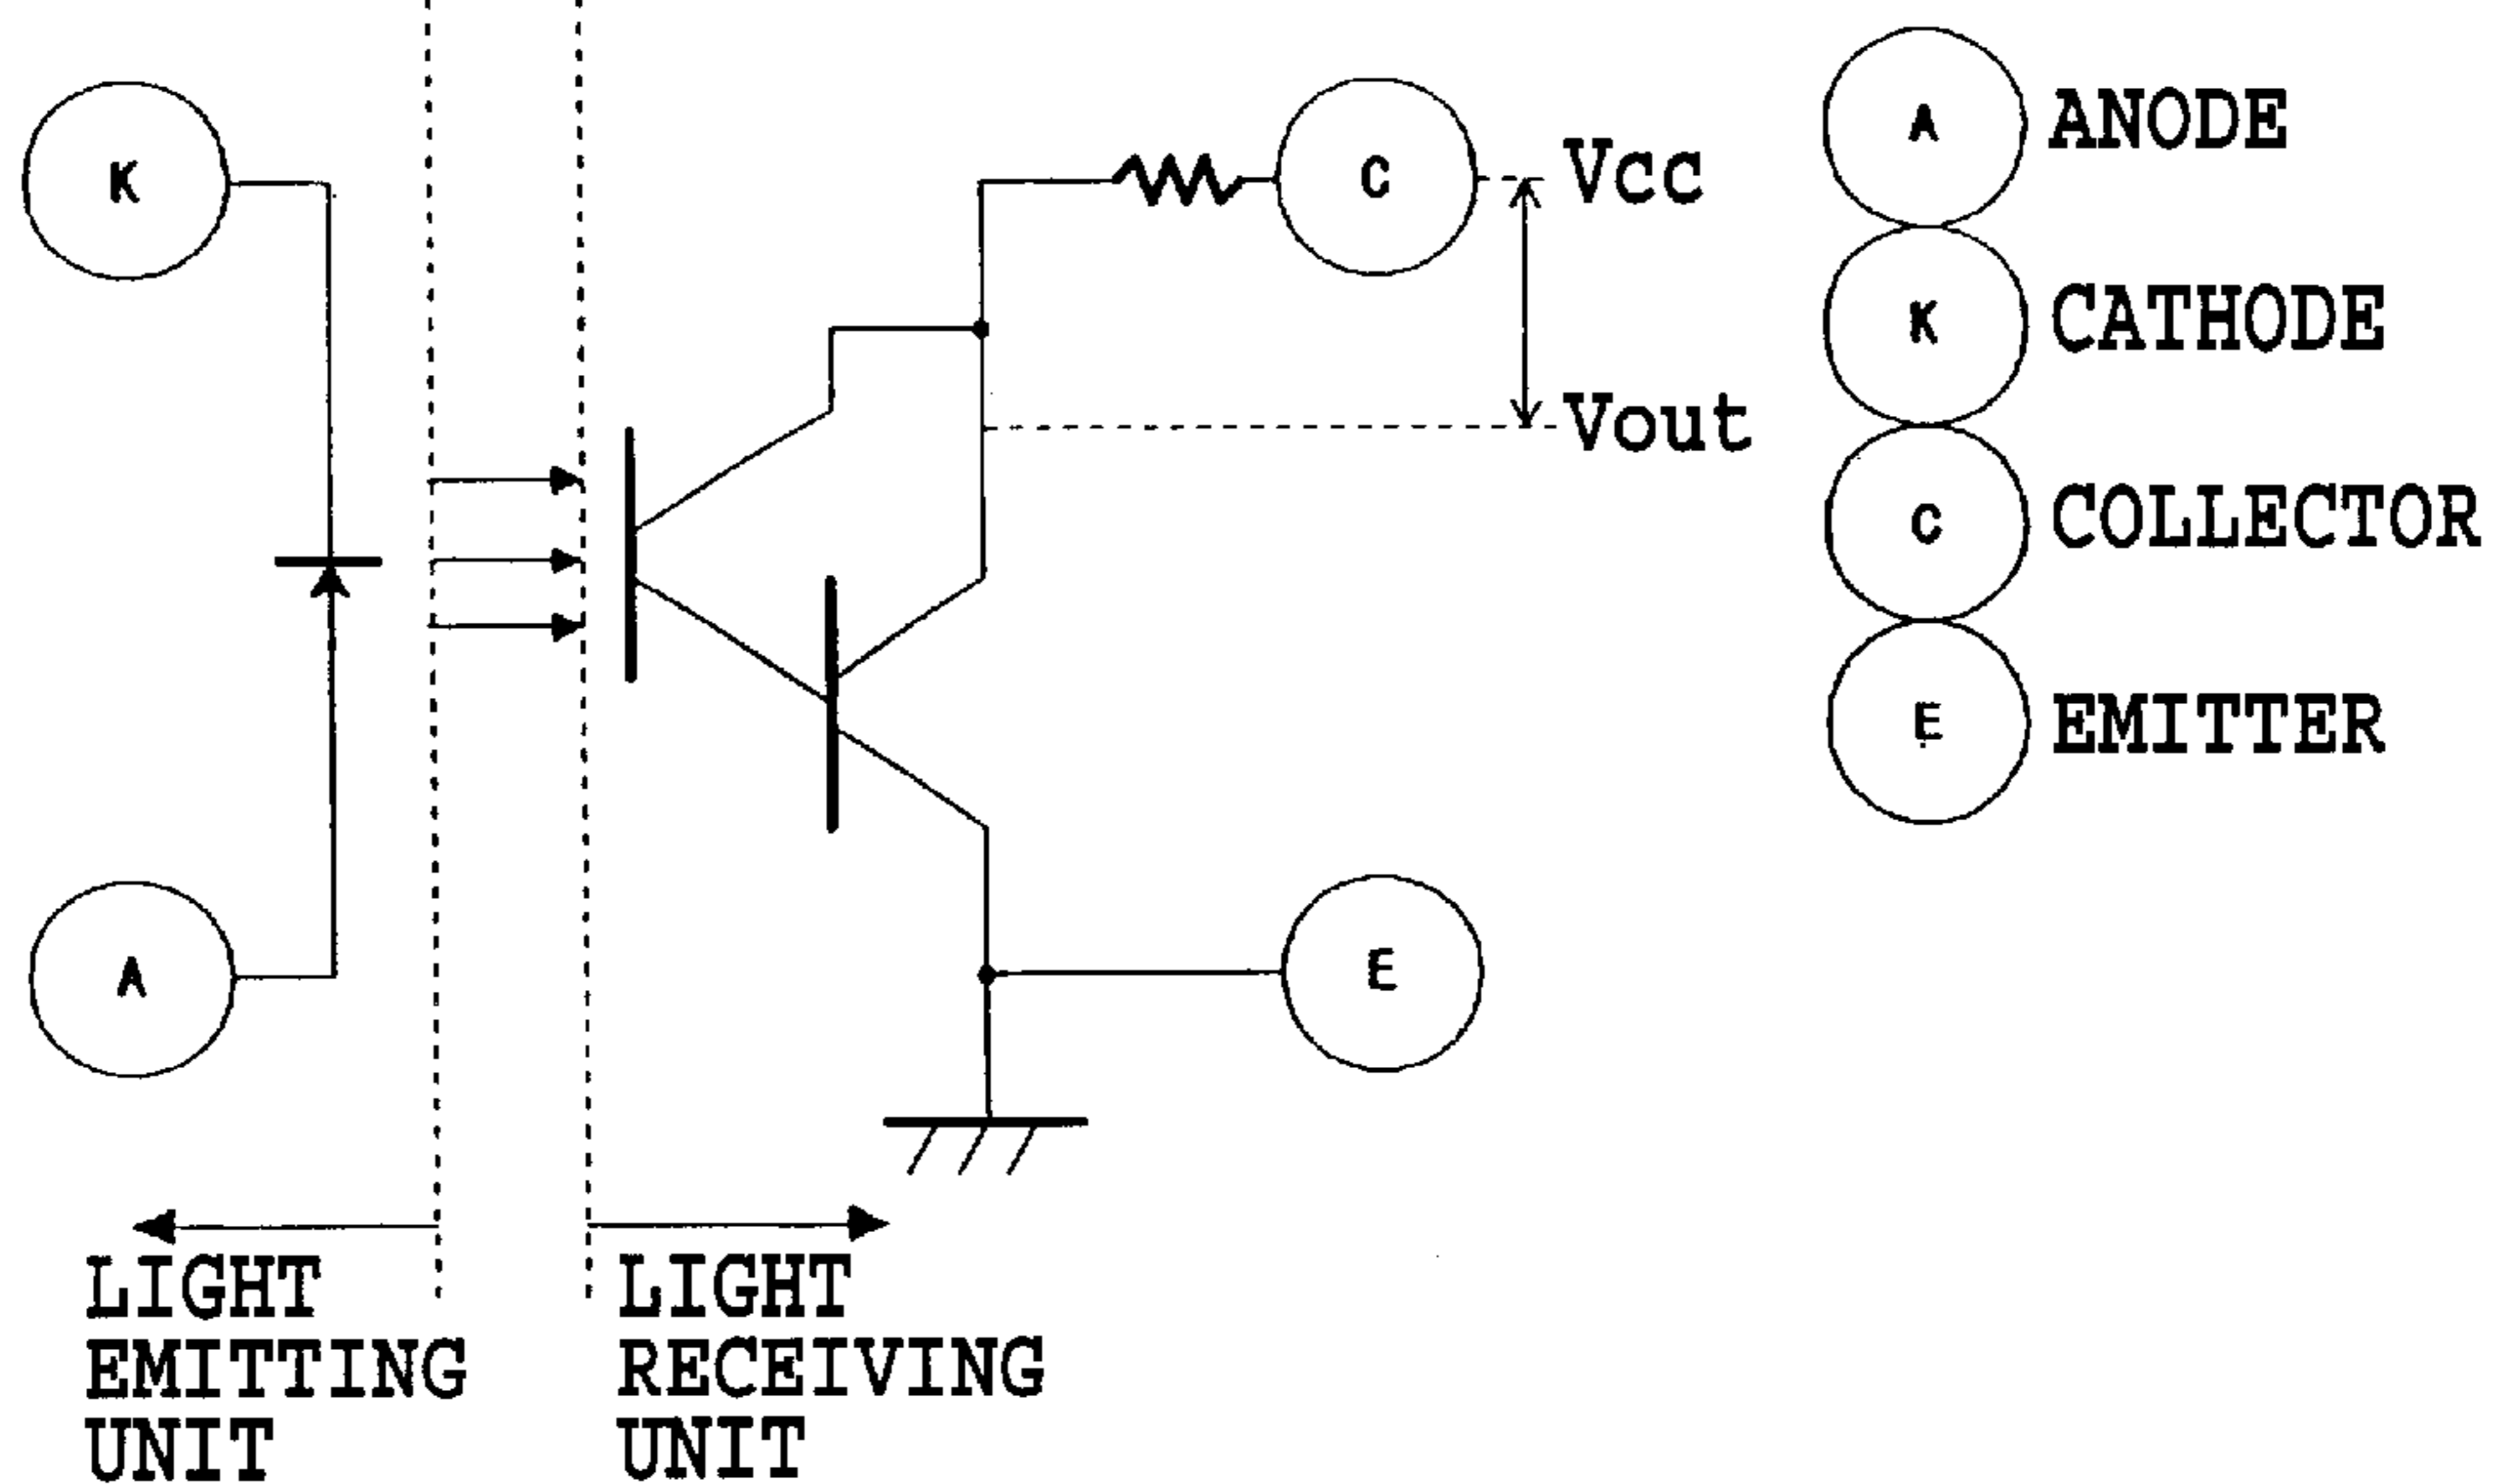 K
A
C
Vcc
Vout
E
A ANODE
K CATHODE
C COLLECTOR
E EMITTER
LIGHT
EMITTING
UNIT
LIGHT
RECEIVING
UNIT